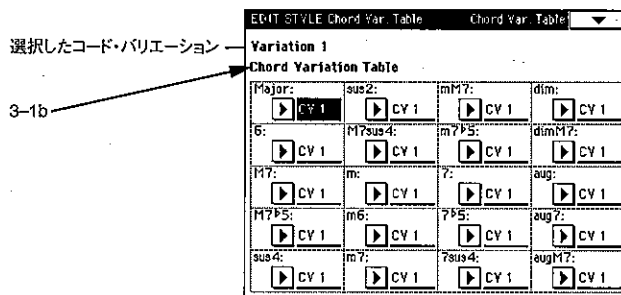 EDIT STYLE Chord Var. Table Chord Var. Table
選択したコード・バリエーション
Variation 1
Chord Variation Table
3–1b
Major: sus2: mM7: dim:
CV 1 CV 1 CV 1 CV 1
6: M7sus4: m7♭5: dimM7:
CV 1 CV 1 CV 1 CV 1
M7: m: 7: aug:
CV 1 CV 1 CV 1 CV 1
M7♭5: m6: 7♭5: aug7:
CV 1 CV 1 CV 1 CV 1
sus4: m7: 7sus4: augM7:
CV 1 CV 1 CV 1 CV 1